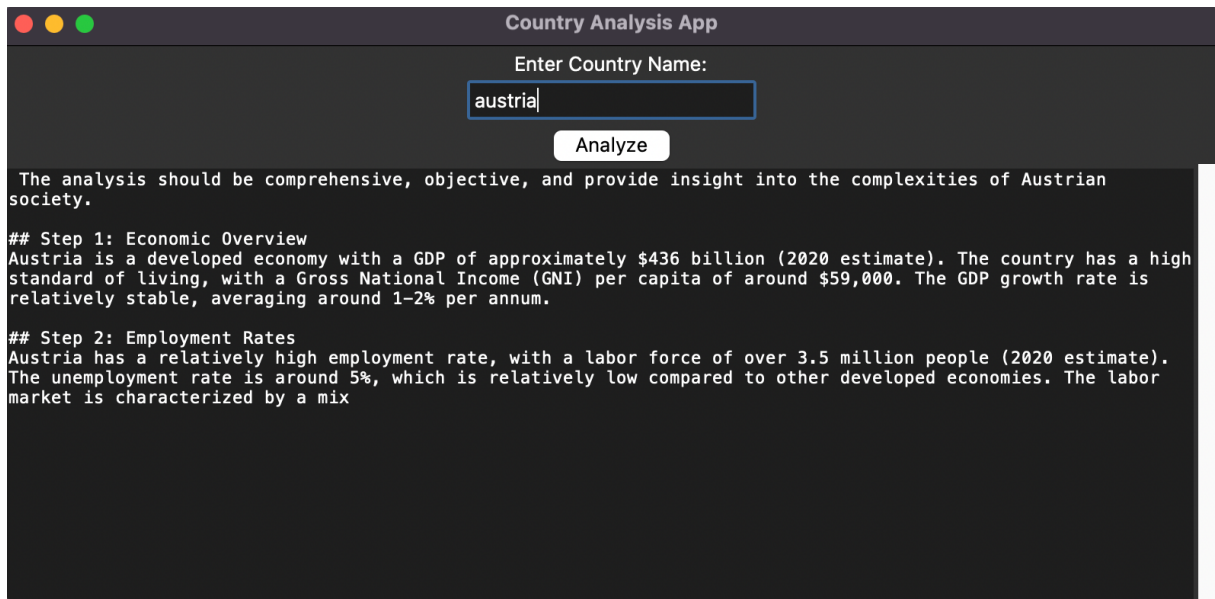 Country Analysis App
Enter Country Name:
austria
Analyze
The analysis should be comprehensive, objective, and provide insight into the complexities of Austrian
society.
## Step 1: Economic Overview
Austria is a developed economy with a GDP of approximately $436 billion (2020 estimate). The country has a high
standard of living, with a Gross National Income (GNI) per capita of around $59,000. The GDP growth rate is
relatively stable, averaging around 1-2% per annum.
## Step 2: Employment Rates
Austria has a relatively high employment rate, with a labor force of over 3.5 million people (2020 estimate).
The unemployment rate is around 5%, which is relatively low compared to other developed economies. The labor
market is characterized by a mix